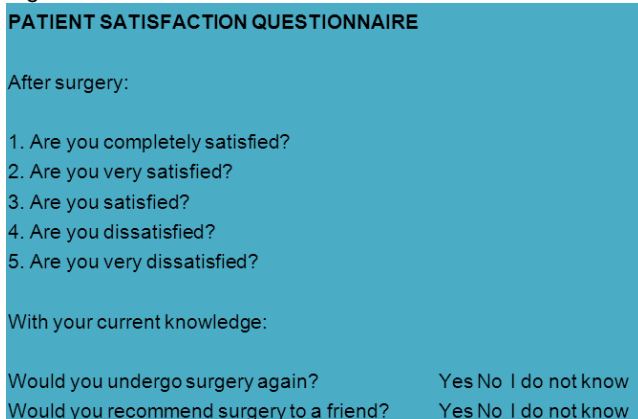 PATIENT SATISFACTION QUESTIONNAIRE
After surgery:
1. Are you completely satisfied?
2. Are you very satisfied?
3. Are you satisfied?
4. Are you dissatisfied?
5. Are you very dissatisfied?
With your current knowledge:
Would you undergo surgery again? Yes No I do not know
Would you recommend surgery to a friend? Yes No I do not know